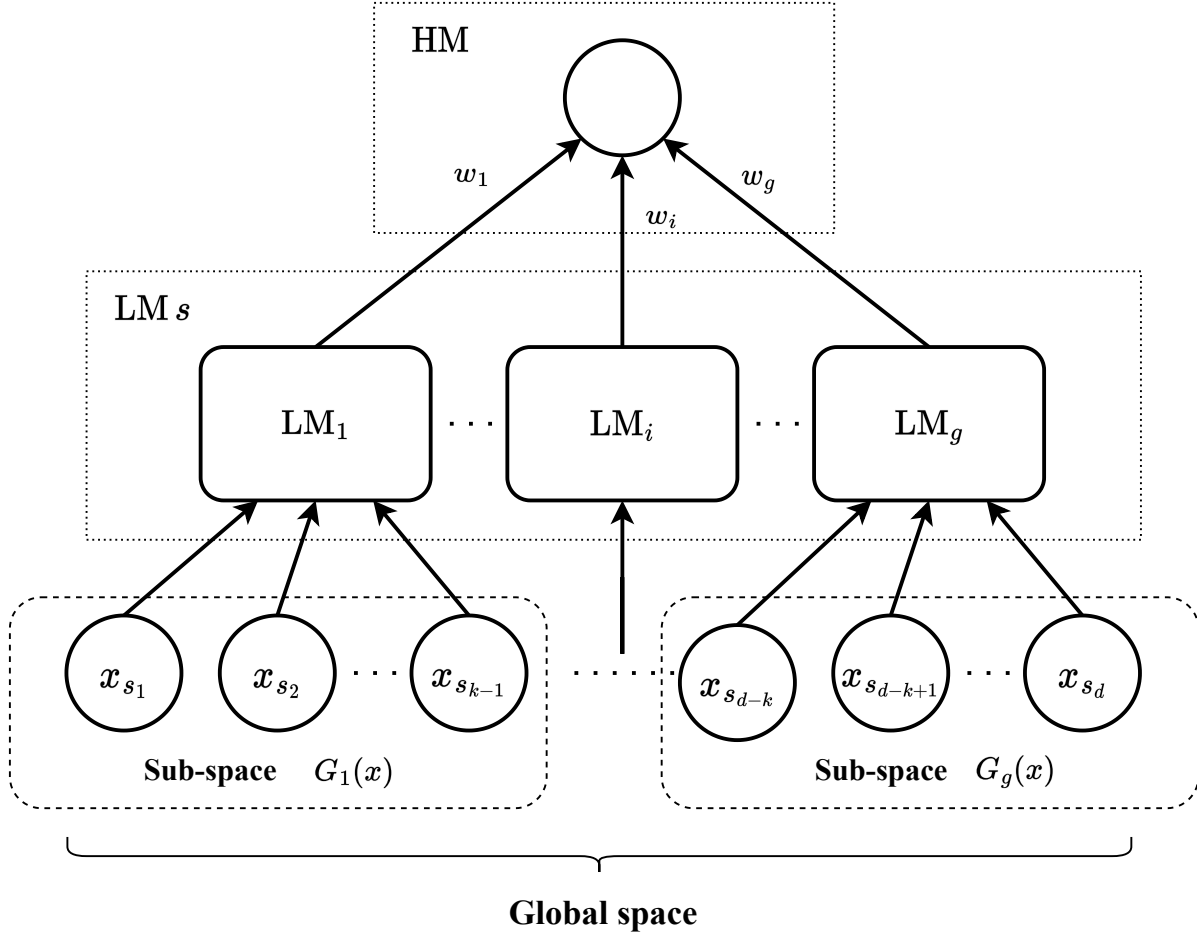 HM
w_1
w_i
w_g
LM s
LM_1
· · ·
LM_i
· · ·
LM_g
x_{s_1}
x_{s_2}
· · ·
x_{s_{k-1}}
· · · · · · ·
x_{s_{d-k}}
x_{s_{d-k+1}}
· · ·
x_{s_d}
Sub-space G_1(x)
Sub-space G_g(x)
Global space